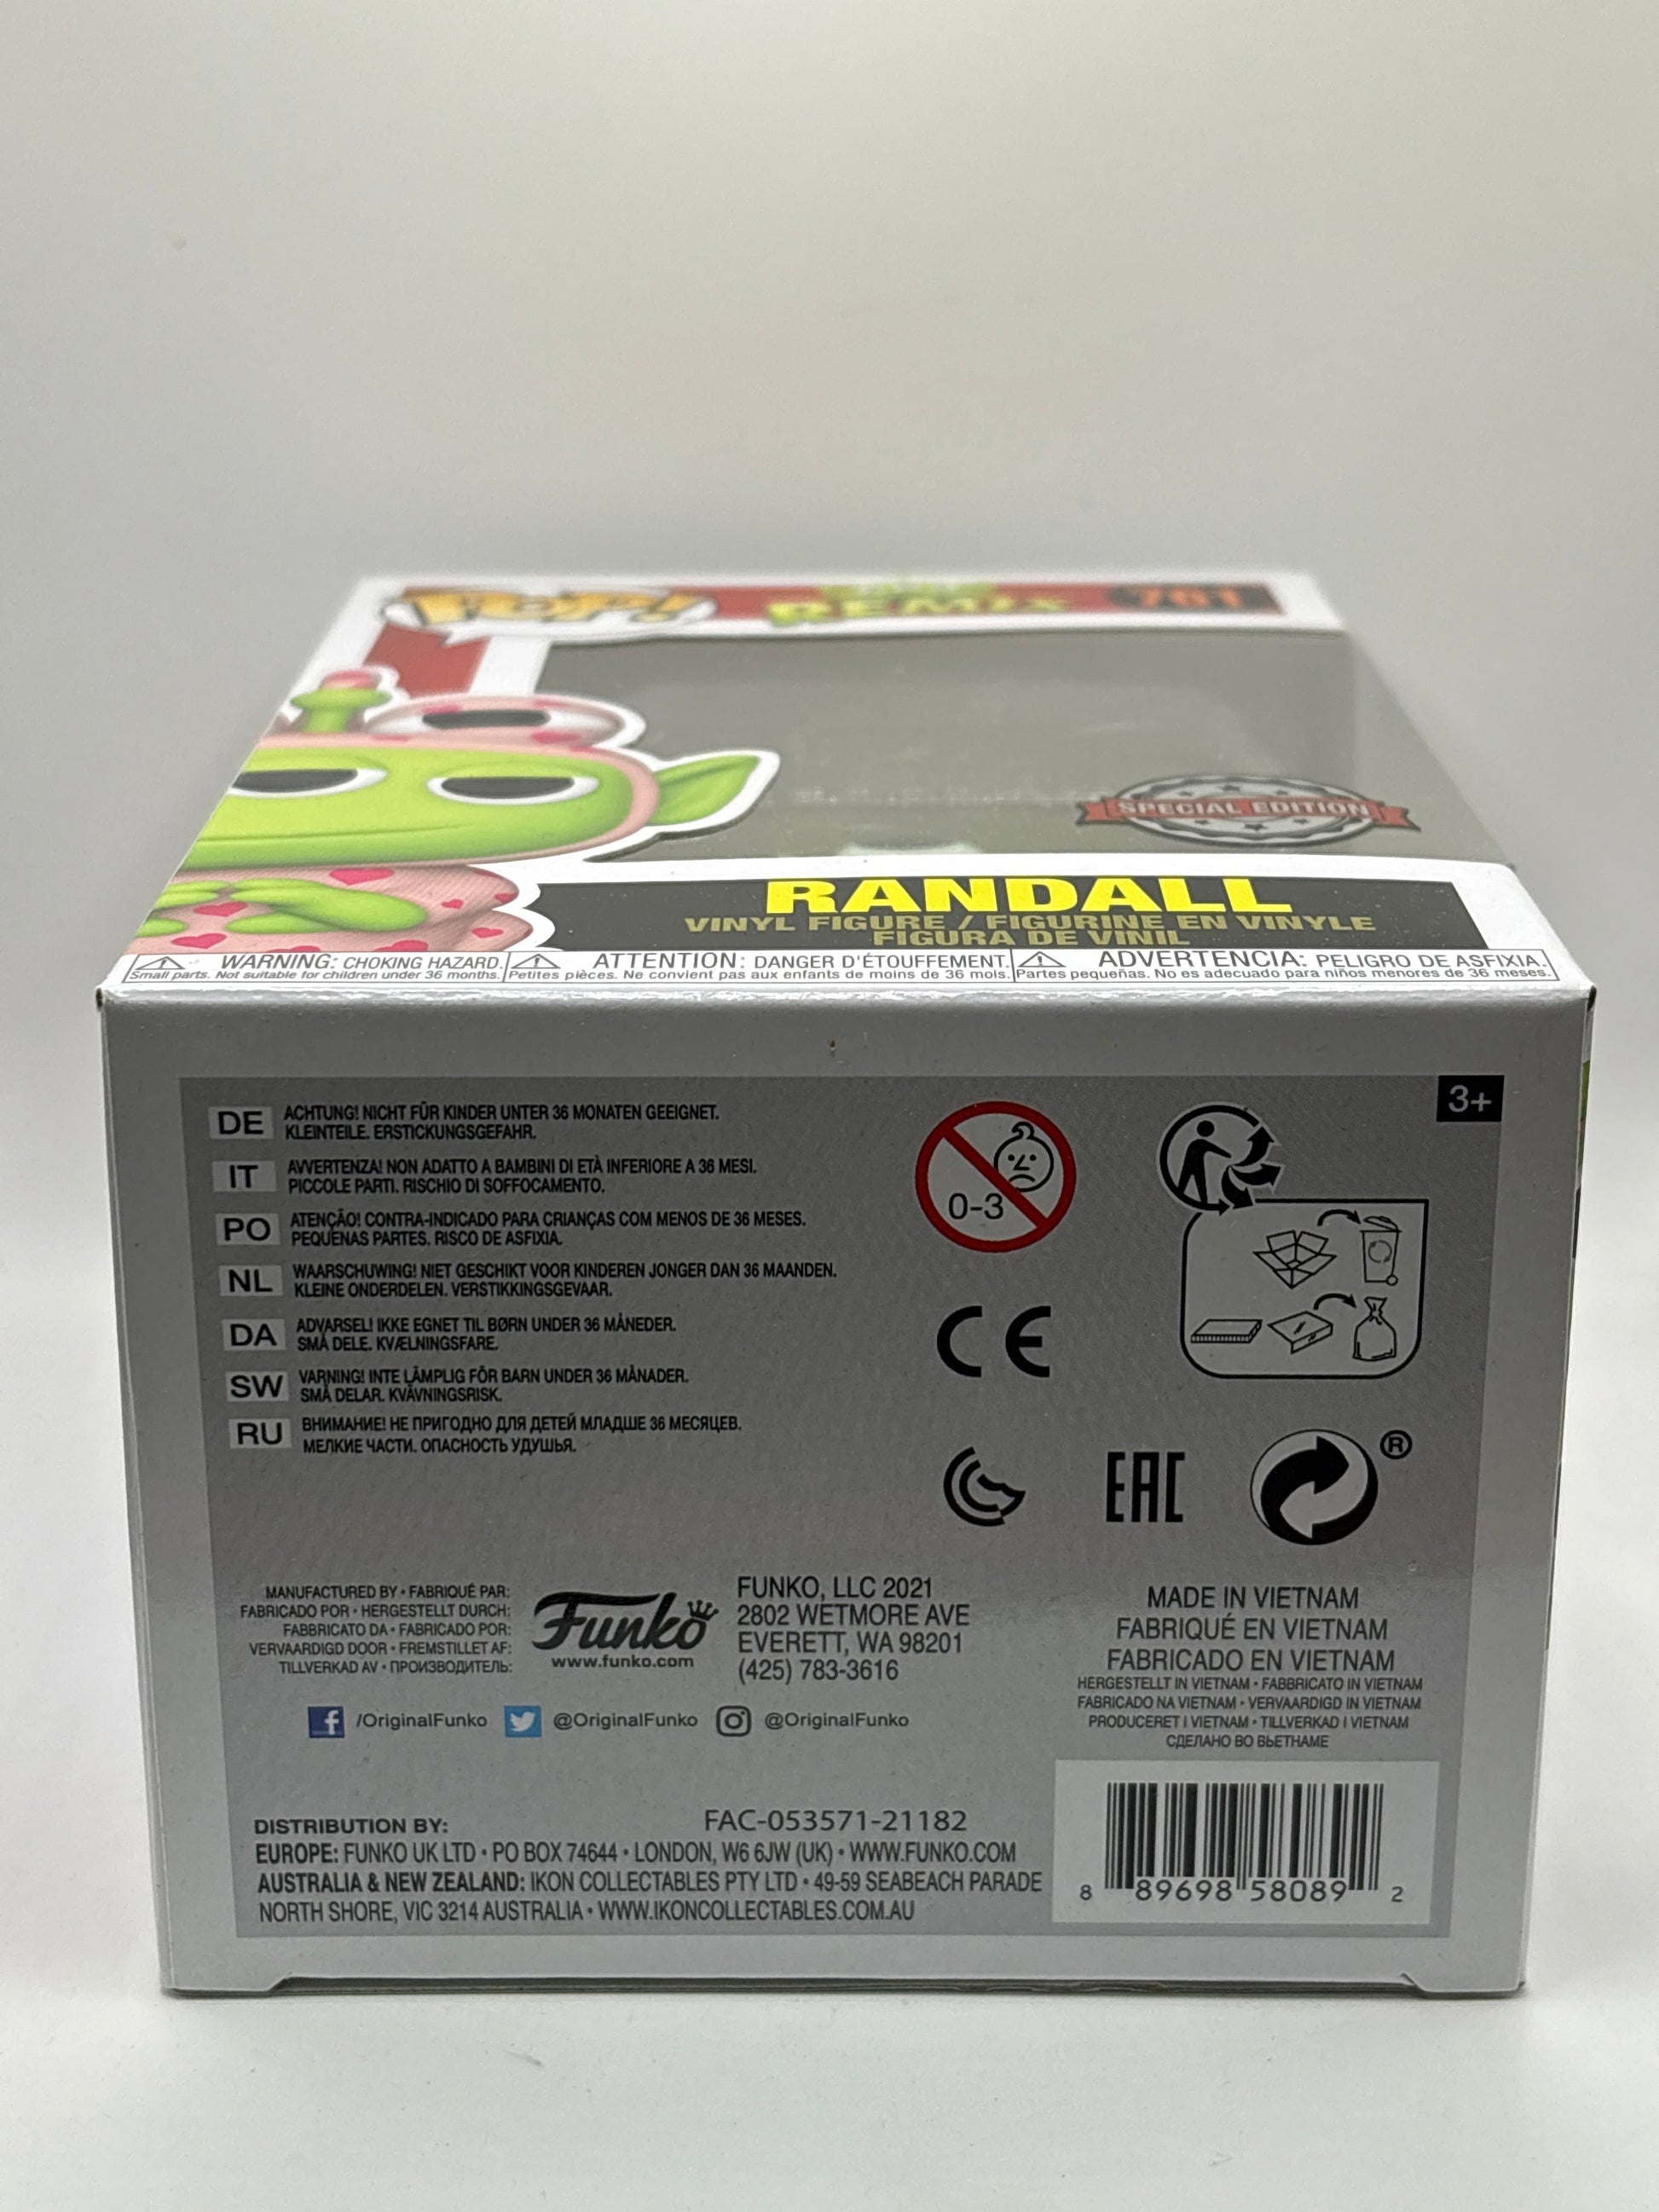 POP!
REMIX
761
SPECIAL EDITION
RANDALL
VINYL FIGURE / FIGURINE EN VINYLE
FIGURA DE VINIL
WARNING: CHOKING HAZARD.
Small parts. Not suitable for children under 36 months.
ATTENTION: DANGER D'ÉTOUFFEMENT.
Petites pièces. Ne convient pas aux enfants de moins de 36 mois.
ADVERTENCIA: PELIGRO DE ASFIXIA.
Partes pequeñas. No es adecuado para niños menores de 36 meses.
3+
DE ACHTUNG! NICHT FÜR KINDER UNTER 36 MONATEN GEEIGNET.
KLEINTEILE. ERSTICKUNGSGEFAHR.
IT AVVERTENZA! NON ADATTO A BAMBINI DI ETÀ INFERIORE A 36 MESI.
PICCOLE PARTI. RISCHIO DI SOFFOCAMENTO.
PO ATENÇÃO! CONTRA-INDICADO PARA CRIANÇAS COM MENOS DE 36 MESES.
PEQUENAS PARTES. RISCO DE ASFIXIA.
NL WAARSCHUWING! NIET GESCHIKT VOOR KINDEREN JONGER DAN 36 MAANDEN.
KLEINE ONDERDELEN. VERSTIKKINGSGEVAAR.
DA ADVARSEL! IKKE EGNET TIL BØRN UNDER 36 MÅNEDER.
SMÅ DELE. KVÆLNINGSFARE.
SW VARNING! INTE LÄMPLIG FÖR BARN UNDER 36 MÅNADER.
SMÅ DELAR. KVÄVNINGSRISK.
RU ВНИМАНИЕ! НЕ ПРИГОДНО ДЛЯ ДЕТЕЙ МЛАДШЕ 36 МЕСЯЦЕВ.
МЕЛКИЕ ЧАСТИ. ОПАСНОСТЬ УДУШЬЯ.
0-3
CE
EAC
®
MANUFACTURED BY • FABRIQUÉ PAR:
FABRICADO POR • HERGESTELLT DURCH:
FABBRICATO DA • FABRICADO POR:
VERVAARDIGD DOOR • FREMSTILLET AF:
TILLVERKAD AV • ПРОИЗВОДИТЕЛЬ:
Funko
www.funko.com
FUNKO, LLC 2021
2802 WETMORE AVE
EVERETT, WA 98201
(425) 783-3616
MADE IN VIETNAM
FABRIQUÉ EN VIETNAM
FABRICADO EN VIETNAM
HERGESTELLT IN VIETNAM • FABBRICATO IN VIETNAM
FABRICADO NA VIETNAM • VERVAARDIGD IN VIETNAM
PRODUCERET I VIETNAM • TILLVERKAD I VIETNAM
СДЕЛАНО ВО ВЬЕТНАМЕ
/OriginalFunko @OriginalFunko @OriginalFunko
DISTRIBUTION BY:
FAC-053571-21182
EUROPE: FUNKO UK LTD • PO BOX 74644 • LONDON, W6 6JW (UK) • WWW.FUNKO.COM
AUSTRALIA & NEW ZEALAND: IKON COLLECTABLES PTY LTD • 49-59 SEABEACH PARADE
NORTH SHORE, VIC 3214 AUSTRALIA • WWW.IKONCOLLECTABLES.COM.AU
8 89698 58089 2